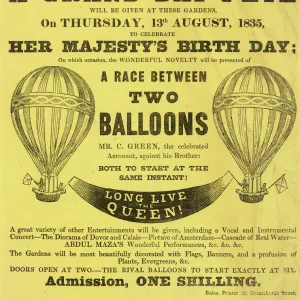 A GRAND DAY FETE
WILL BE GIVEN AT THESE GARDENS,
On THURSDAY, 13th AUGUST, 1835,
TO CELEBRATE
HER MAJESTY'S BIRTH DAY;
On which occasion, the WONDERFUL NOVELTY will be presented of
A RACE BETWEEN
TWO
BALLOONS
MR. C. GREEN, the celebrated
Aeronaut, against his Brother:
BOTH TO START AT THE
SAME INSTANT!
LONG LIVE
THE
QUEEN!
A great variety of other Entertainments will be given, including a Vocal and Instrumental
Concert—The Diorama of Dover and Calais—Picture of Amsterdam—Cascade of Real Water—
ABDUL MAZA'S Wonderful Performances, &c. &c. &c.
The Gardens will be most beautifully decorated with Flags, Banners, and a profusion of
Plants, Evergreens, &c.
DOORS OPEN AT TWO.—THE RIVAL BALLOONS TO START EXACTLY AT SIX.
Admission, ONE SHILLING.